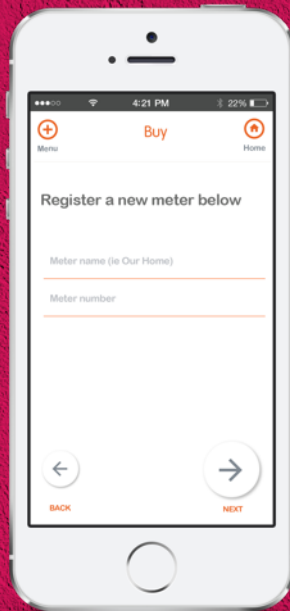 4:21 PM
22%
Buy
Menu
Home
Register a new meter below
Meter name (ie Our Home)
Meter number
BACK
NEXT